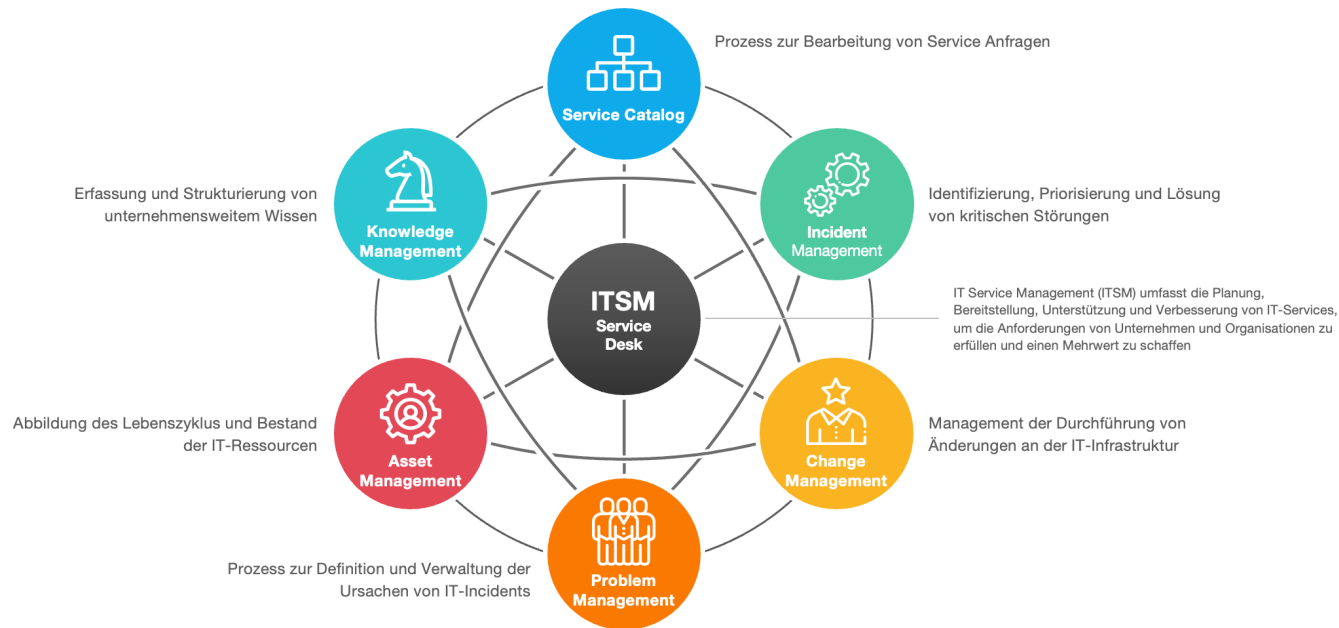 Prozess zur Bearbeitung von Service Anfragen
Service Catalog
Erfassung und Strukturierung von
unternehmensweitem Wissen
Knowledge
Management
Incident
Management
Identifizierung, Priorisierung und Lösung
von kritischen Störungen
ITSM
Service
Desk
IT Service Management (ITSM) umfasst die Planung,
Bereitstellung, Unterstützung und Verbesserung von IT-Services,
um die Anforderungen von Unternehmen und Organisationen zu
erfüllen und einen Mehrwert zu schaffen
Abbildung des Lebenszyklus und Bestand
der IT-Ressourcen
Asset
Management
Change
Management
Management der Durchführung von
Änderungen an der IT-Infrastruktur
Prozess zur Definition und Verwaltung der
Ursachen von IT-Incidents
Problem
Management